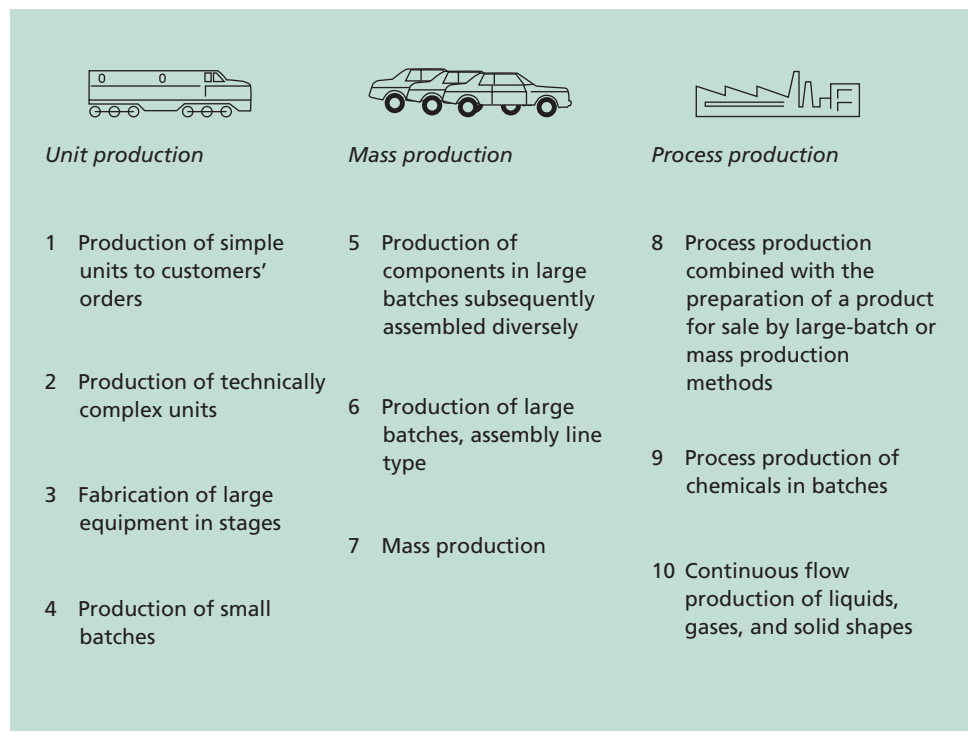 Unit production
1 Production of simple
units to customers’
orders
2 Production of technically
complex units
3 Fabrication of large
equipment in stages
4 Production of small
batches
Mass production
5 Production of
components in large
batches subsequently
assembled diversely
6 Production of large
batches, assembly line
type
7 Mass production
Process production
8 Process production
combined with the
preparation of a product
for sale by large-batch or
mass production
methods
9 Process production of
chemicals in batches
10 Continuous flow
production of liquids,
gases, and solid shapes